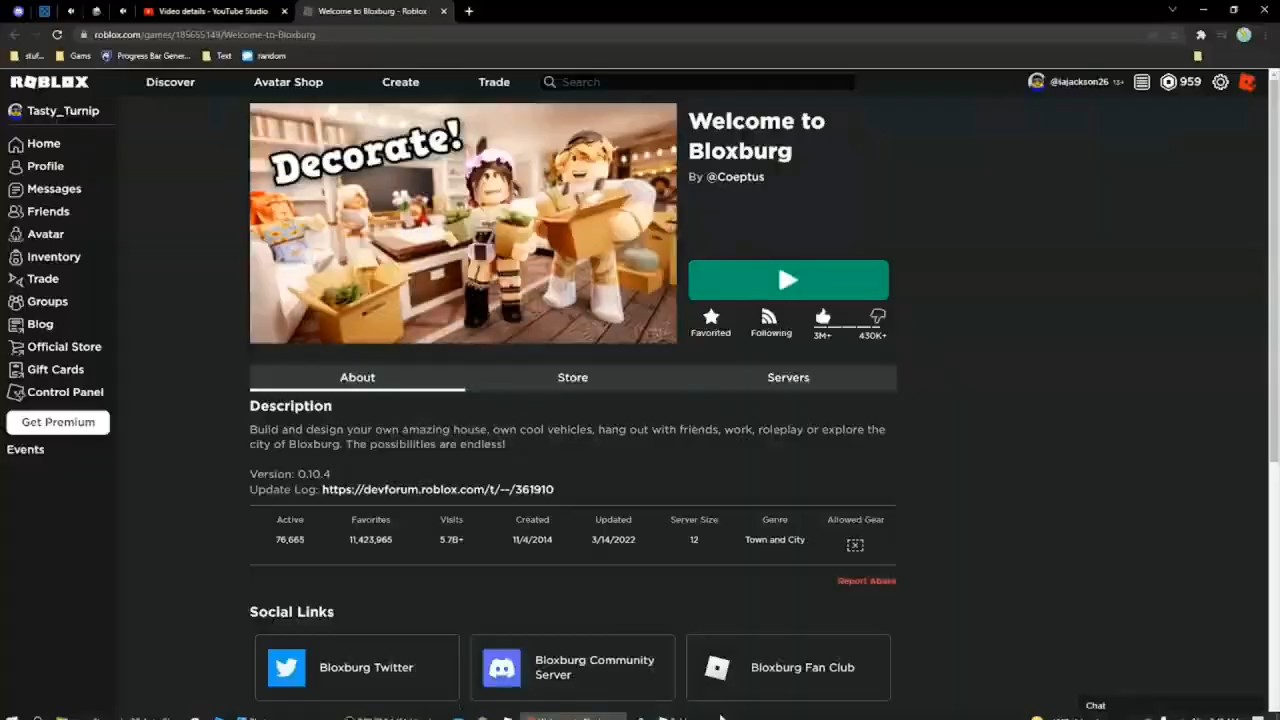 Video details - YouTube Studio
Welcome to Bloxburg - Roblox
roblox.com/games/185655149/Welcome-to-Bloxburg
stuf...
Gams
Progress Bar Gener...
Text
random
ROBLOX
Discover
Avatar Shop
Create
Trade
Search
@iajackson26 13+
959
Tasty_Turnip
Home
Profile
Messages
Friends
Avatar
Inventory
Trade
Groups
Blog
Official Store
Gift Cards
Control Panel
Get Premium
Events
Decorate!
Welcome to
Bloxburg
By @Coeptus
Favorited
Following
3M+
430K+
About
Store
Servers
Description
Build and design your own amazing house, own cool vehicles, hang out with friends, work, roleplay or explore the
city of Bloxburg. The possibilities are endless!
Version: 0.10.4
Update Log: https://devforum.roblox.com/t/--/361910
Active
Favorites
Visits
Created
Updated
Server Size
Genre
Allowed Gear
76,665
11,423,965
5.7B+
11/4/2014
3/14/2022
12
Town and City
Report Abuse
Social Links
Bloxburg Twitter
Bloxburg Community
Server
Bloxburg Fan Club
Chat